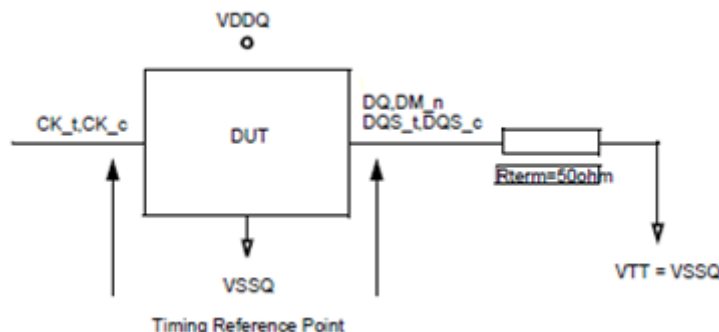 VDDQ
CK_t,CK_c
DUT
DQ,DM_n
DQS_t,DQS_c
Rterm=50ohm
VSSQ
VTT = VSSQ
Timing Reference Point